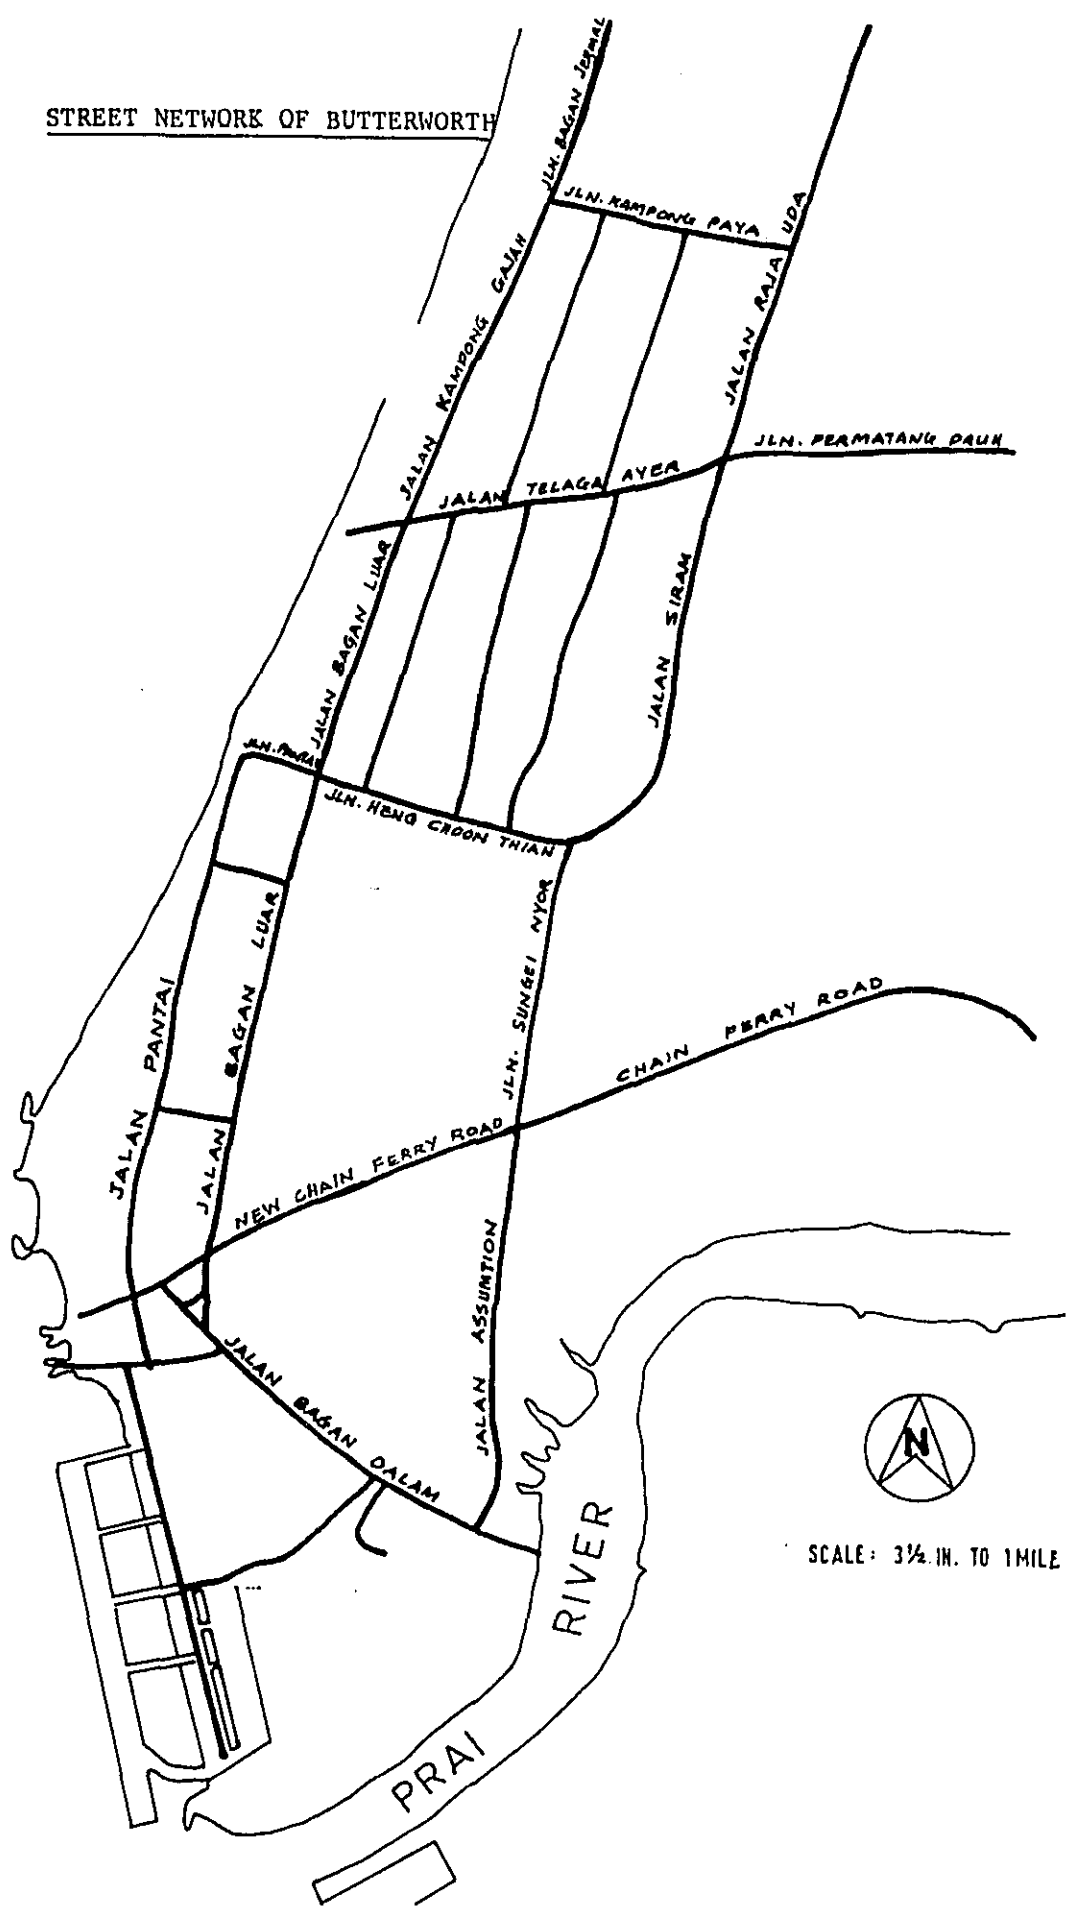 STREET NETWORK OF BUTTERWORTH
JLN. BAGAN JERMAL
JLN. KAMPONG PAYA
JALAN RAJA UDA
JALAN KAMPONG GAJAH
JLN. PERMATANG PAUH
JALAN TELAGA AYER
JALAN BAGAN LUAR
JALAN SIRAM
JLN.
JLN. HENG CHOON THIAN
JLN. SUNGEI NYOR
JALAN PANTAI
JALAN BAGAN LUAR
CHAIN FERRY ROAD
NEW CHAIN FERRY ROAD
JALAN ASSUMTION
JALAN BAGAN DALAM
N
SCALE: 3½ IN. TO 1 MILE
PRAI RIVER